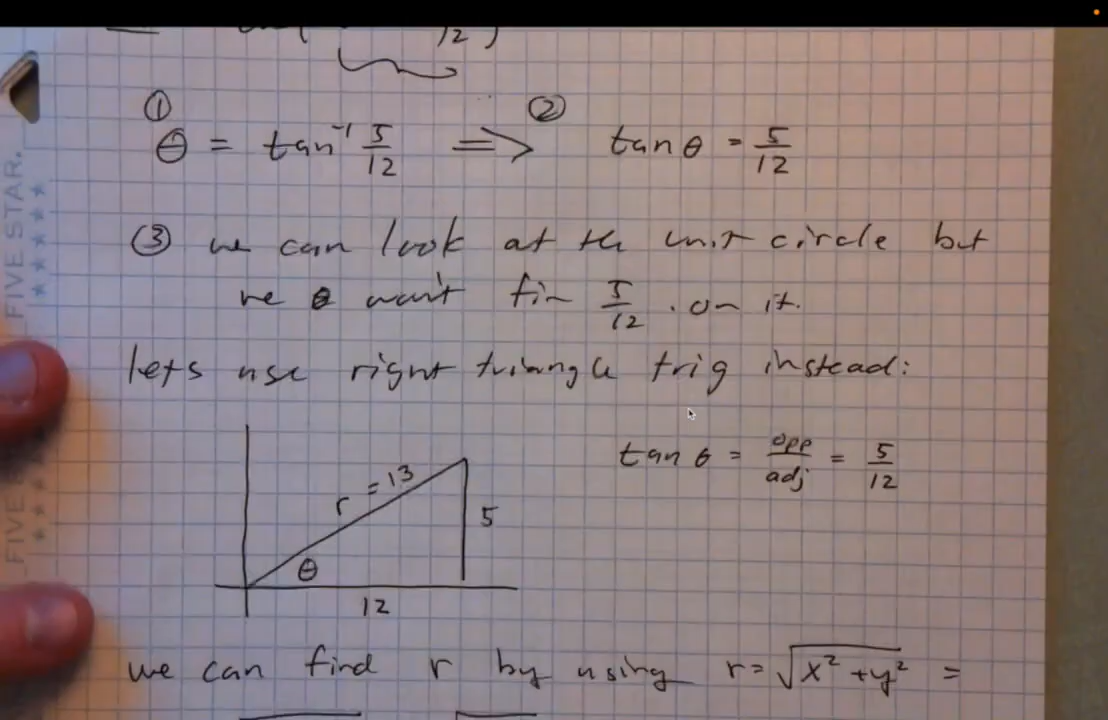 ① θ = tan⁻¹ 5/12 => ② tan θ = 5/12
③ we can look at the unit circle but
we won't fin 5/12 . on it.
lets use right triangle trig instead:
tan θ = opp/adj = 5/12
r = 13
5
θ
12
we can find r by using r = √x² + y² =
FIVE STAR.
FIVE